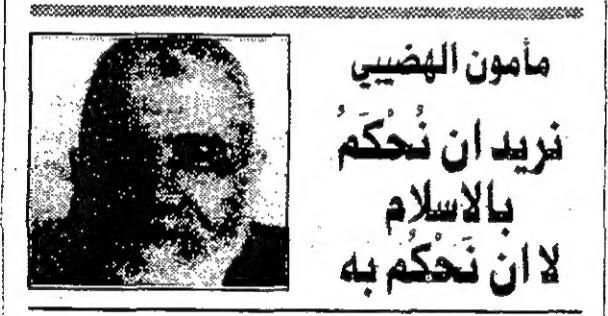 مأمون الهضيبي
نريد ان نُحْكَمُ
بالاسلام
لا ان نَحْكُم به